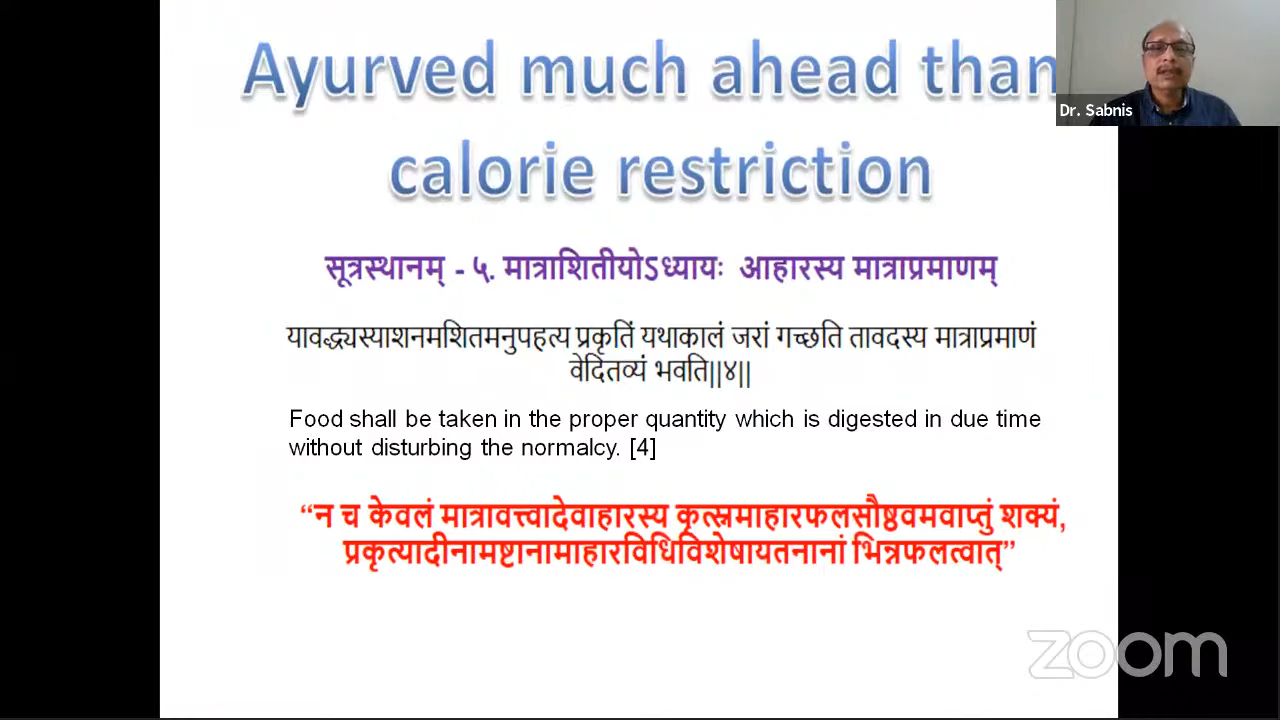 Ayurved much ahead than
calorie restriction
Dr. Sabnis
सूत्रस्थानम् - ५. मात्राशितीयोऽध्यायः आहारस्य मात्राप्रमाणम्
यावद्ध्यस्याशनमशितमनुपहत्य प्रकृतिं यथाकालं जरां गच्छति तावदस्य मात्राप्रमाणं
वेदितव्यं भवति||४||
Food shall be taken in the proper quantity which is digested in due time
without disturbing the normalcy. [4]
“न च केवलं मात्रावत्त्वादेवाहारस्य कृत्स्नमाहारफलसौष्ठवमवाप्तुं शक्यं,
प्रकृत्यादीनामष्टानामाहारविधिविशेषायतनानां भिन्नफलत्वात्”
zoom